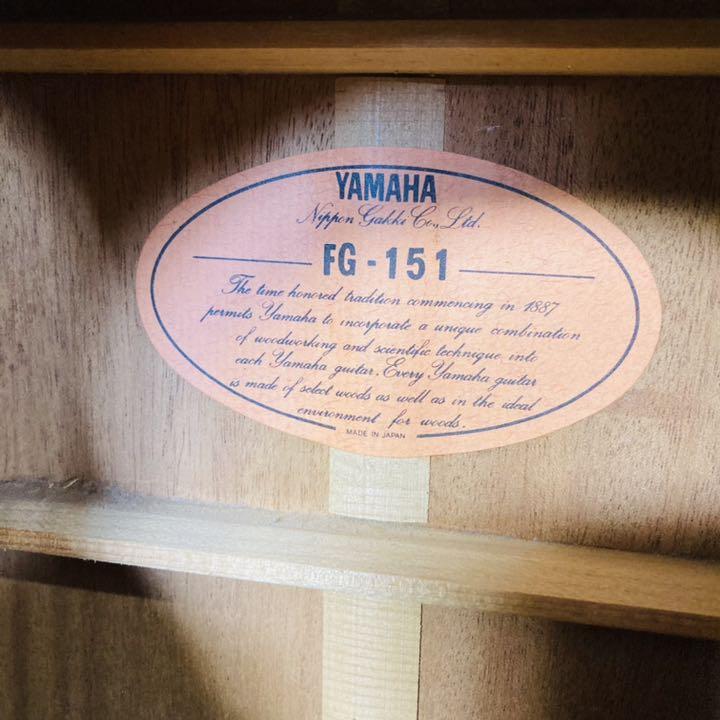 YAMAHA
Nippon Gakki Co., Ltd.
FG-151
The time honored tradition commencing in 1887
permits Yamaha to incorporate a unique combination
of woodworking and scientific technique into
each Yamaha guitar. Every Yamaha guitar
is made of select woods as well as in the ideal
environment for woods.
MADE IN JAPAN